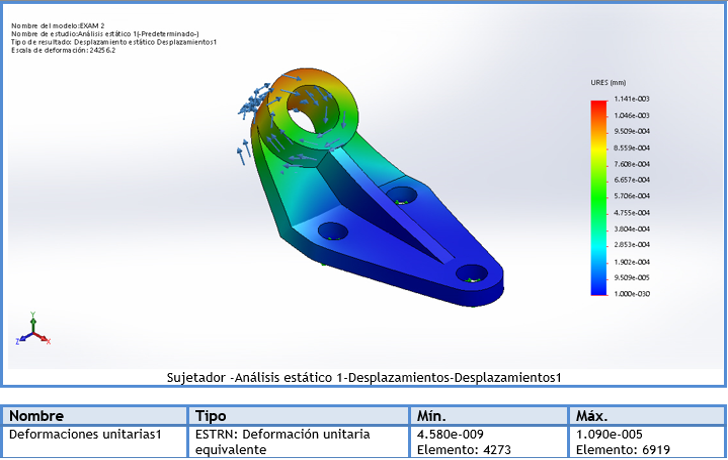 Nombre del modelo:EXAM 2
Nombre de estudio:Análisis estático 1(-Predeterminado-)
Tipo de resultado: Desplazamiento estático Desplazamientos1
Escala de deformación: 24256.2
URES (mm)
1.141e-003
1.046e-003
9.509e-004
8.559e-004
7.608e-004
6.657e-004
5.706e-004
4.755e-004
3.804e-004
2.853e-004
1.902e-004
9.509e-005
1.000e-030
Y
Z
X
Sujetador -Análisis estático 1-Desplazamientos-Desplazamientos1
Nombre Tipo Mín. Máx.
Deformaciones unitarias1 ESTRN: Deformación unitaria equivalente 4.580e-009 1.090e-005
Elemento: 4273 Elemento: 6919